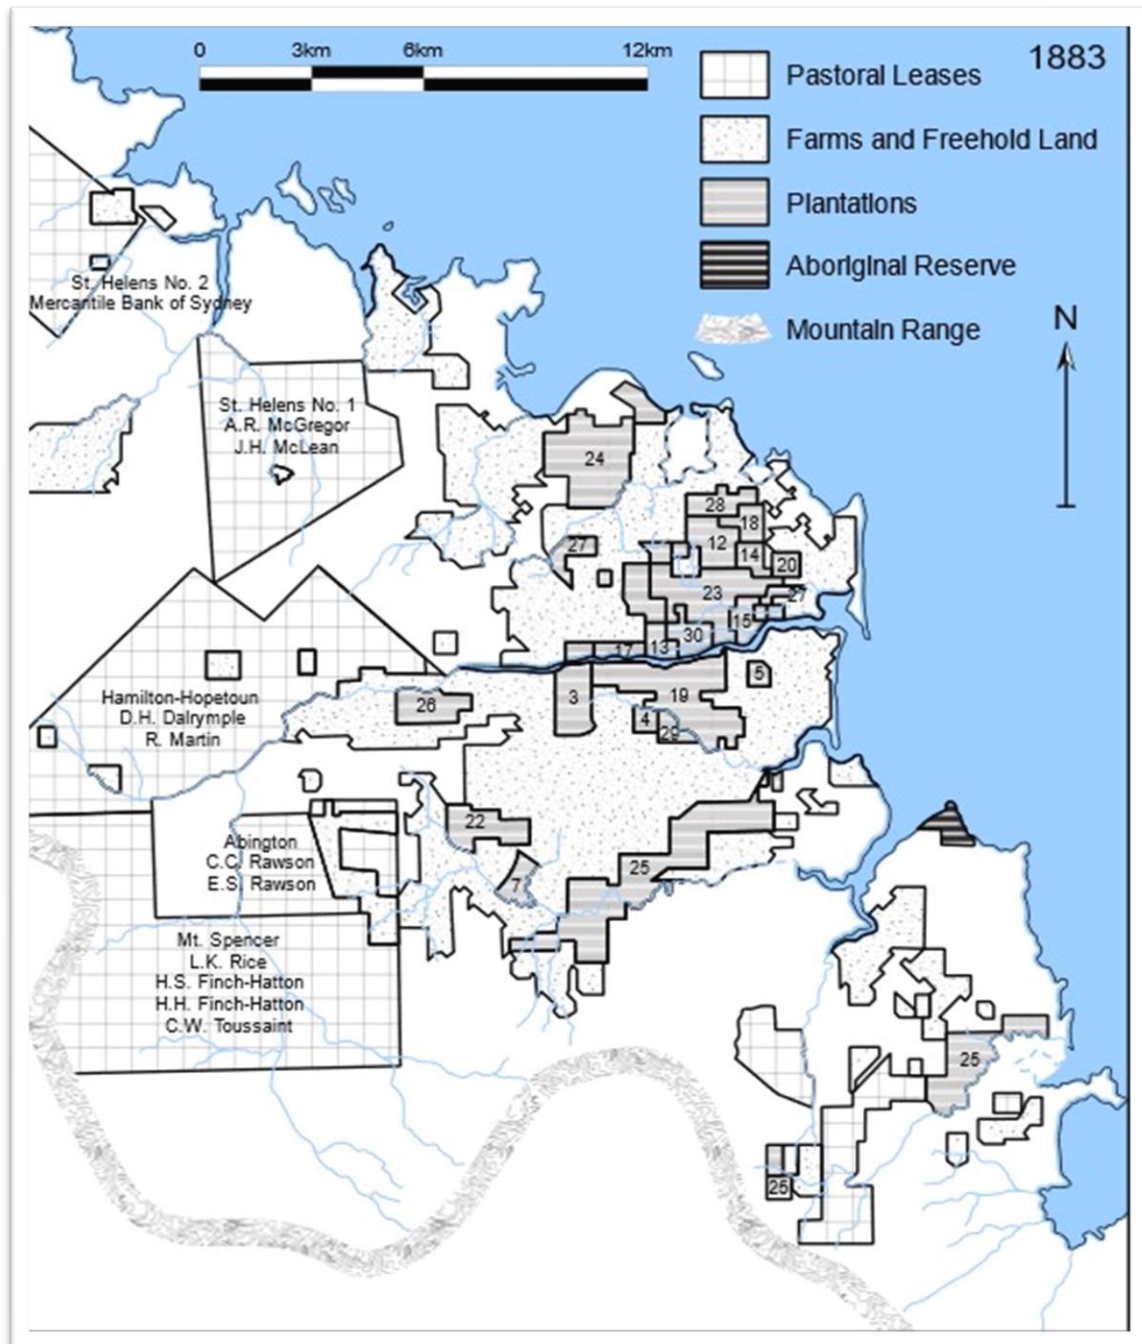 0 3km 6km 12km
1883
Pastoral Leases
Farms and Freehold Land
Plantations
Aboriginal Reserve
Mountain Range
N
St. Helens No. 2
Mercantile Bank of Sydney
St. Helens No. 1
A.R. McGregor
J.H. McLean
24
28
18
12
27
14
20
23
27
15
30
13
17
5
3
19
26
4
29
Hamilton-Hopetoun
D.H. Dalrymple
R. Martin
22
25
7
Abington
C.C. Rawson
E.S. Rawson
Mt. Spencer
L.K. Rice
H.S. Finch-Hatton
H.H. Finch-Hatton
C.W. Toussaint
25
25